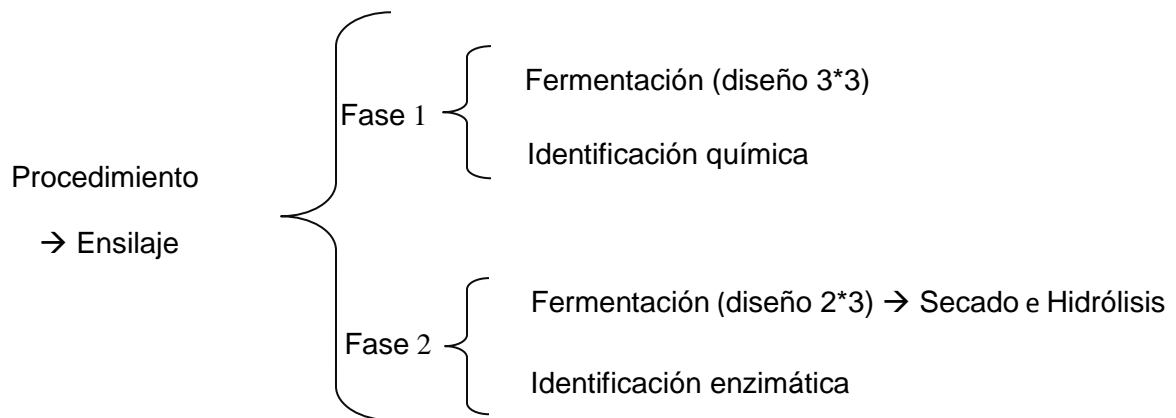 Procedimiento
→ Ensilaje
Fase 1
Fermentación (diseño 3*3)
Identificación química
Fase 2
Fermentación (diseño 2*3) → Secado e Hidrólisis
Identificación enzimática